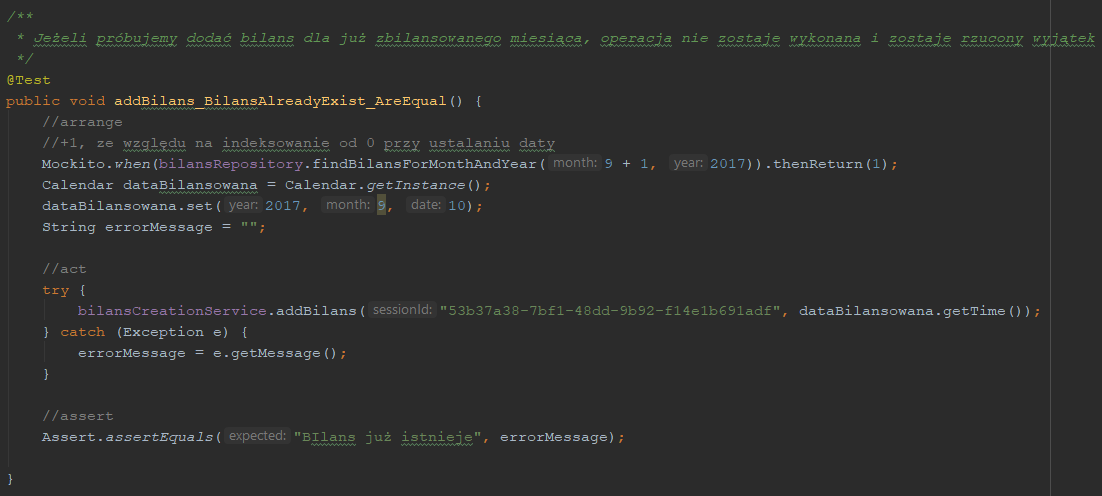 /**
 * Jeżeli próbujemy dodać bilans dla już zbilansowanego miesiąca, operacja nie zostaje wykonana i zostaje rzucony wyjątek
 */
@Test
public void addBilans_BilansAlreadyExist_AreEqual() {
    //arrange
    //+1, ze względu na indeksowanie od 0 przy ustalaniu daty
    Mockito.when(bilansRepository.findBilansForMonthAndYear( month: 9 + 1, year: 2017)).thenReturn(1);
    Calendar dataBilansowana = Calendar.getInstance();
    dataBilansowana.set( year: 2017, month: 9, date: 10);
    String errorMessage = "";

    //act
    try {
        bilansCreationService.addBilans( sessionId: "53b37a38-7bf1-48dd-9b92-f14e1b691adf", dataBilansowana.getTime());
    } catch (Exception e) {
        errorMessage = e.getMessage();
    }

    //assert
    Assert.assertEquals( expected: "BIlans już istnieje", errorMessage);

}